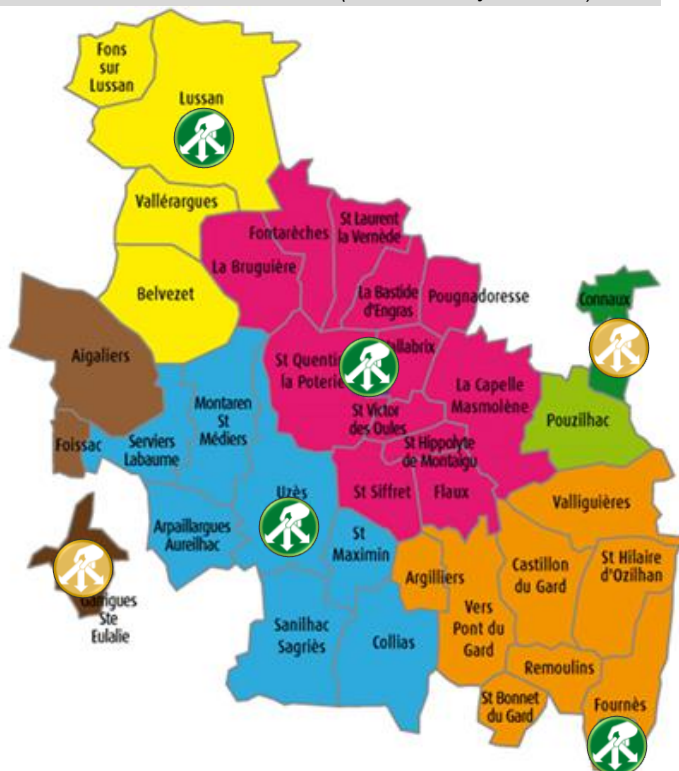 Fons
sur
Lussan
Lussan
Vallérargues
Fontarèches
St Laurent
la Vernède
La Bruguière
Belvezet
La Bastide
d'Engras
Pougnadoresse
Connaux
Aigaliers
St Quentin
la Poterie
La Capelle
Masmolène
Montaren
St
Médiers
St Victor
des Oules
Pouzilhac
Foissac
Serviers
Labaume
St Hippolyte
de Montaigu
Uzès
St Siffret
Flaux
Valliguières
Arpaillargues
Aureilhac
St
Maximin
Argilliers
Castillon
du Gard
St Hilaire
d'Ozilhan
Ste
Eulalie
Vers
Pont du
Gard
Sanilhac
Sagriès
Collias
Remoulins
St Bonnet
du Gard
Fournès